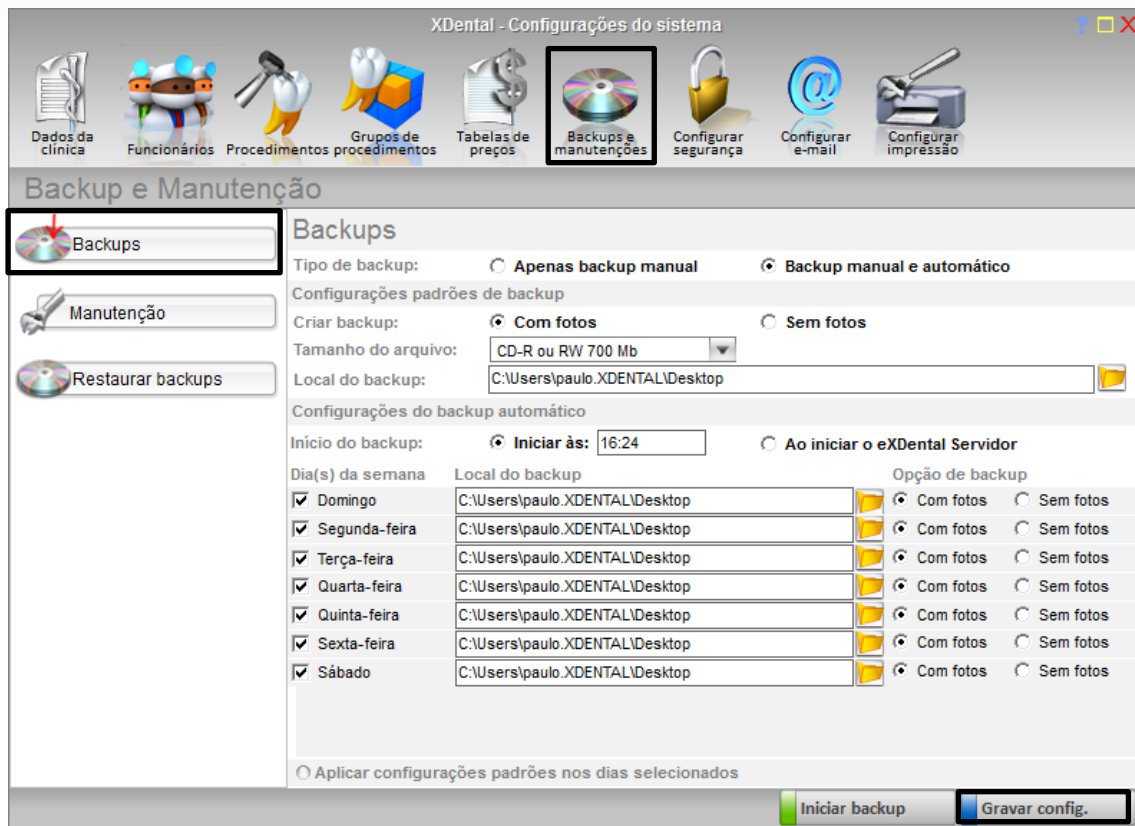 XDental - Configurações do sistema
?
Dados da clínica
Funcionários
Procedimentos
Grupos de procedimentos
Tabelas de preços
Backups e manutenções
Configurar segurança
Configurar e-mail
Configurar impressão
Backup e Manutenção
Backups
Manutenção
Restaurar backups
Backups
Tipo de backup: Apenas backup manual Backup manual e automático
Configurações padrões de backup
Criar backup: Com fotos Sem fotos
Tamanho do arquivo: CD-R ou RW 700 Mb
Local do backup: C:\Users\paulo.XDENTAL\Desktop
Configurações do backup automático
Início do backup: Iniciar às: 16:24 Ao iniciar o eXDental Servidor
Dia(s) da semana Local do backup Opção de backup
Domingo C:\Users\paulo.XDENTAL\Desktop Com fotos Sem fotos
Segunda-feira C:\Users\paulo.XDENTAL\Desktop Com fotos Sem fotos
Terça-feira C:\Users\paulo.XDENTAL\Desktop Com fotos Sem fotos
Quarta-feira C:\Users\paulo.XDENTAL\Desktop Com fotos Sem fotos
Quinta-feira C:\Users\paulo.XDENTAL\Desktop Com fotos Sem fotos
Sexta-feira C:\Users\paulo.XDENTAL\Desktop Com fotos Sem fotos
Sábado C:\Users\paulo.XDENTAL\Desktop Com fotos Sem fotos
Aplicar configurações padrões nos dias selecionados
Iniciar backup Gravar config.